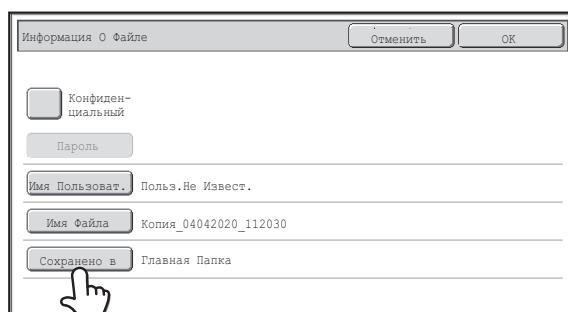 Информация О Файле
Отменить
OK
Конфиден-
циальный
Пароль
Имя Пользоват. Польз.Не Извест.
Имя Файла Копия_04042020_112030
Сохранено в Главная Папка